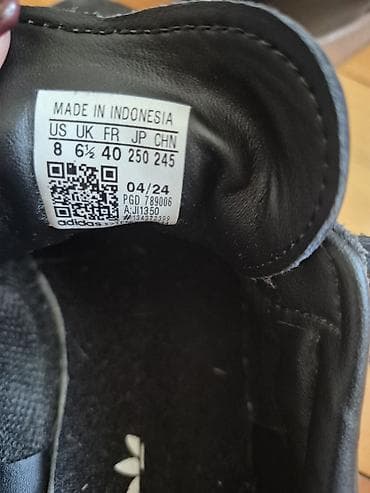 MADE IN INDONESIA
US UK FR JP CHN
8 6½ 40 250 245
04/24
PGD 789006
A:JI1350
adidas